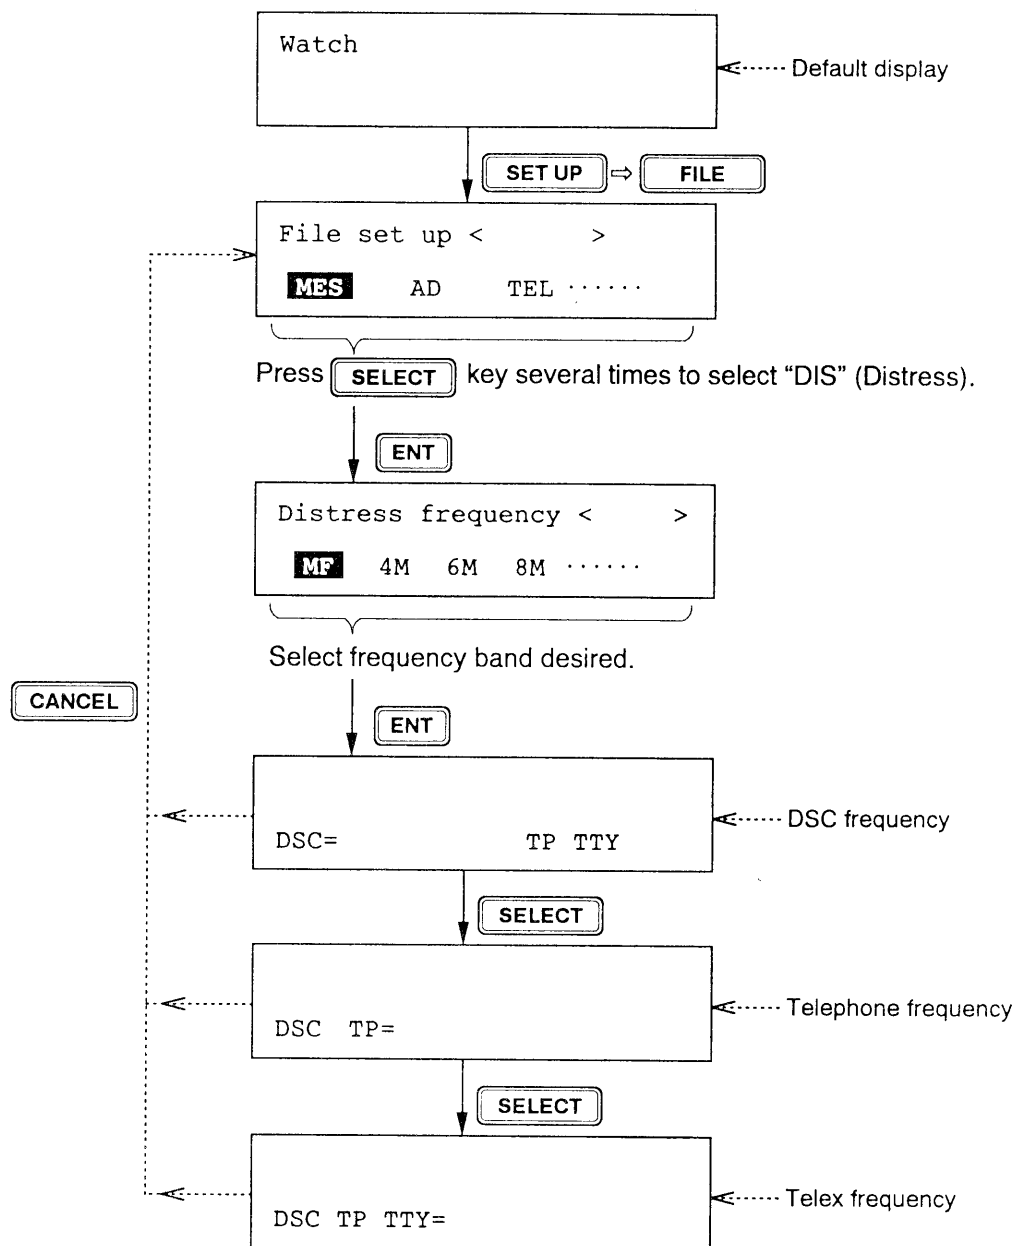 Watch
Default display
SET UP ⇨ FILE
File set up < >
MES AD TEL ······
Press SELECT key several times to select “DIS” (Distress).
ENT
Distress frequency < >
MF 4M 6M 8M ······
Select frequency band desired.
CANCEL
ENT
DSC= TP TTY
DSC frequency
SELECT
DSC TP=
Telephone frequency
SELECT
DSC TP TTY=
Telex frequency